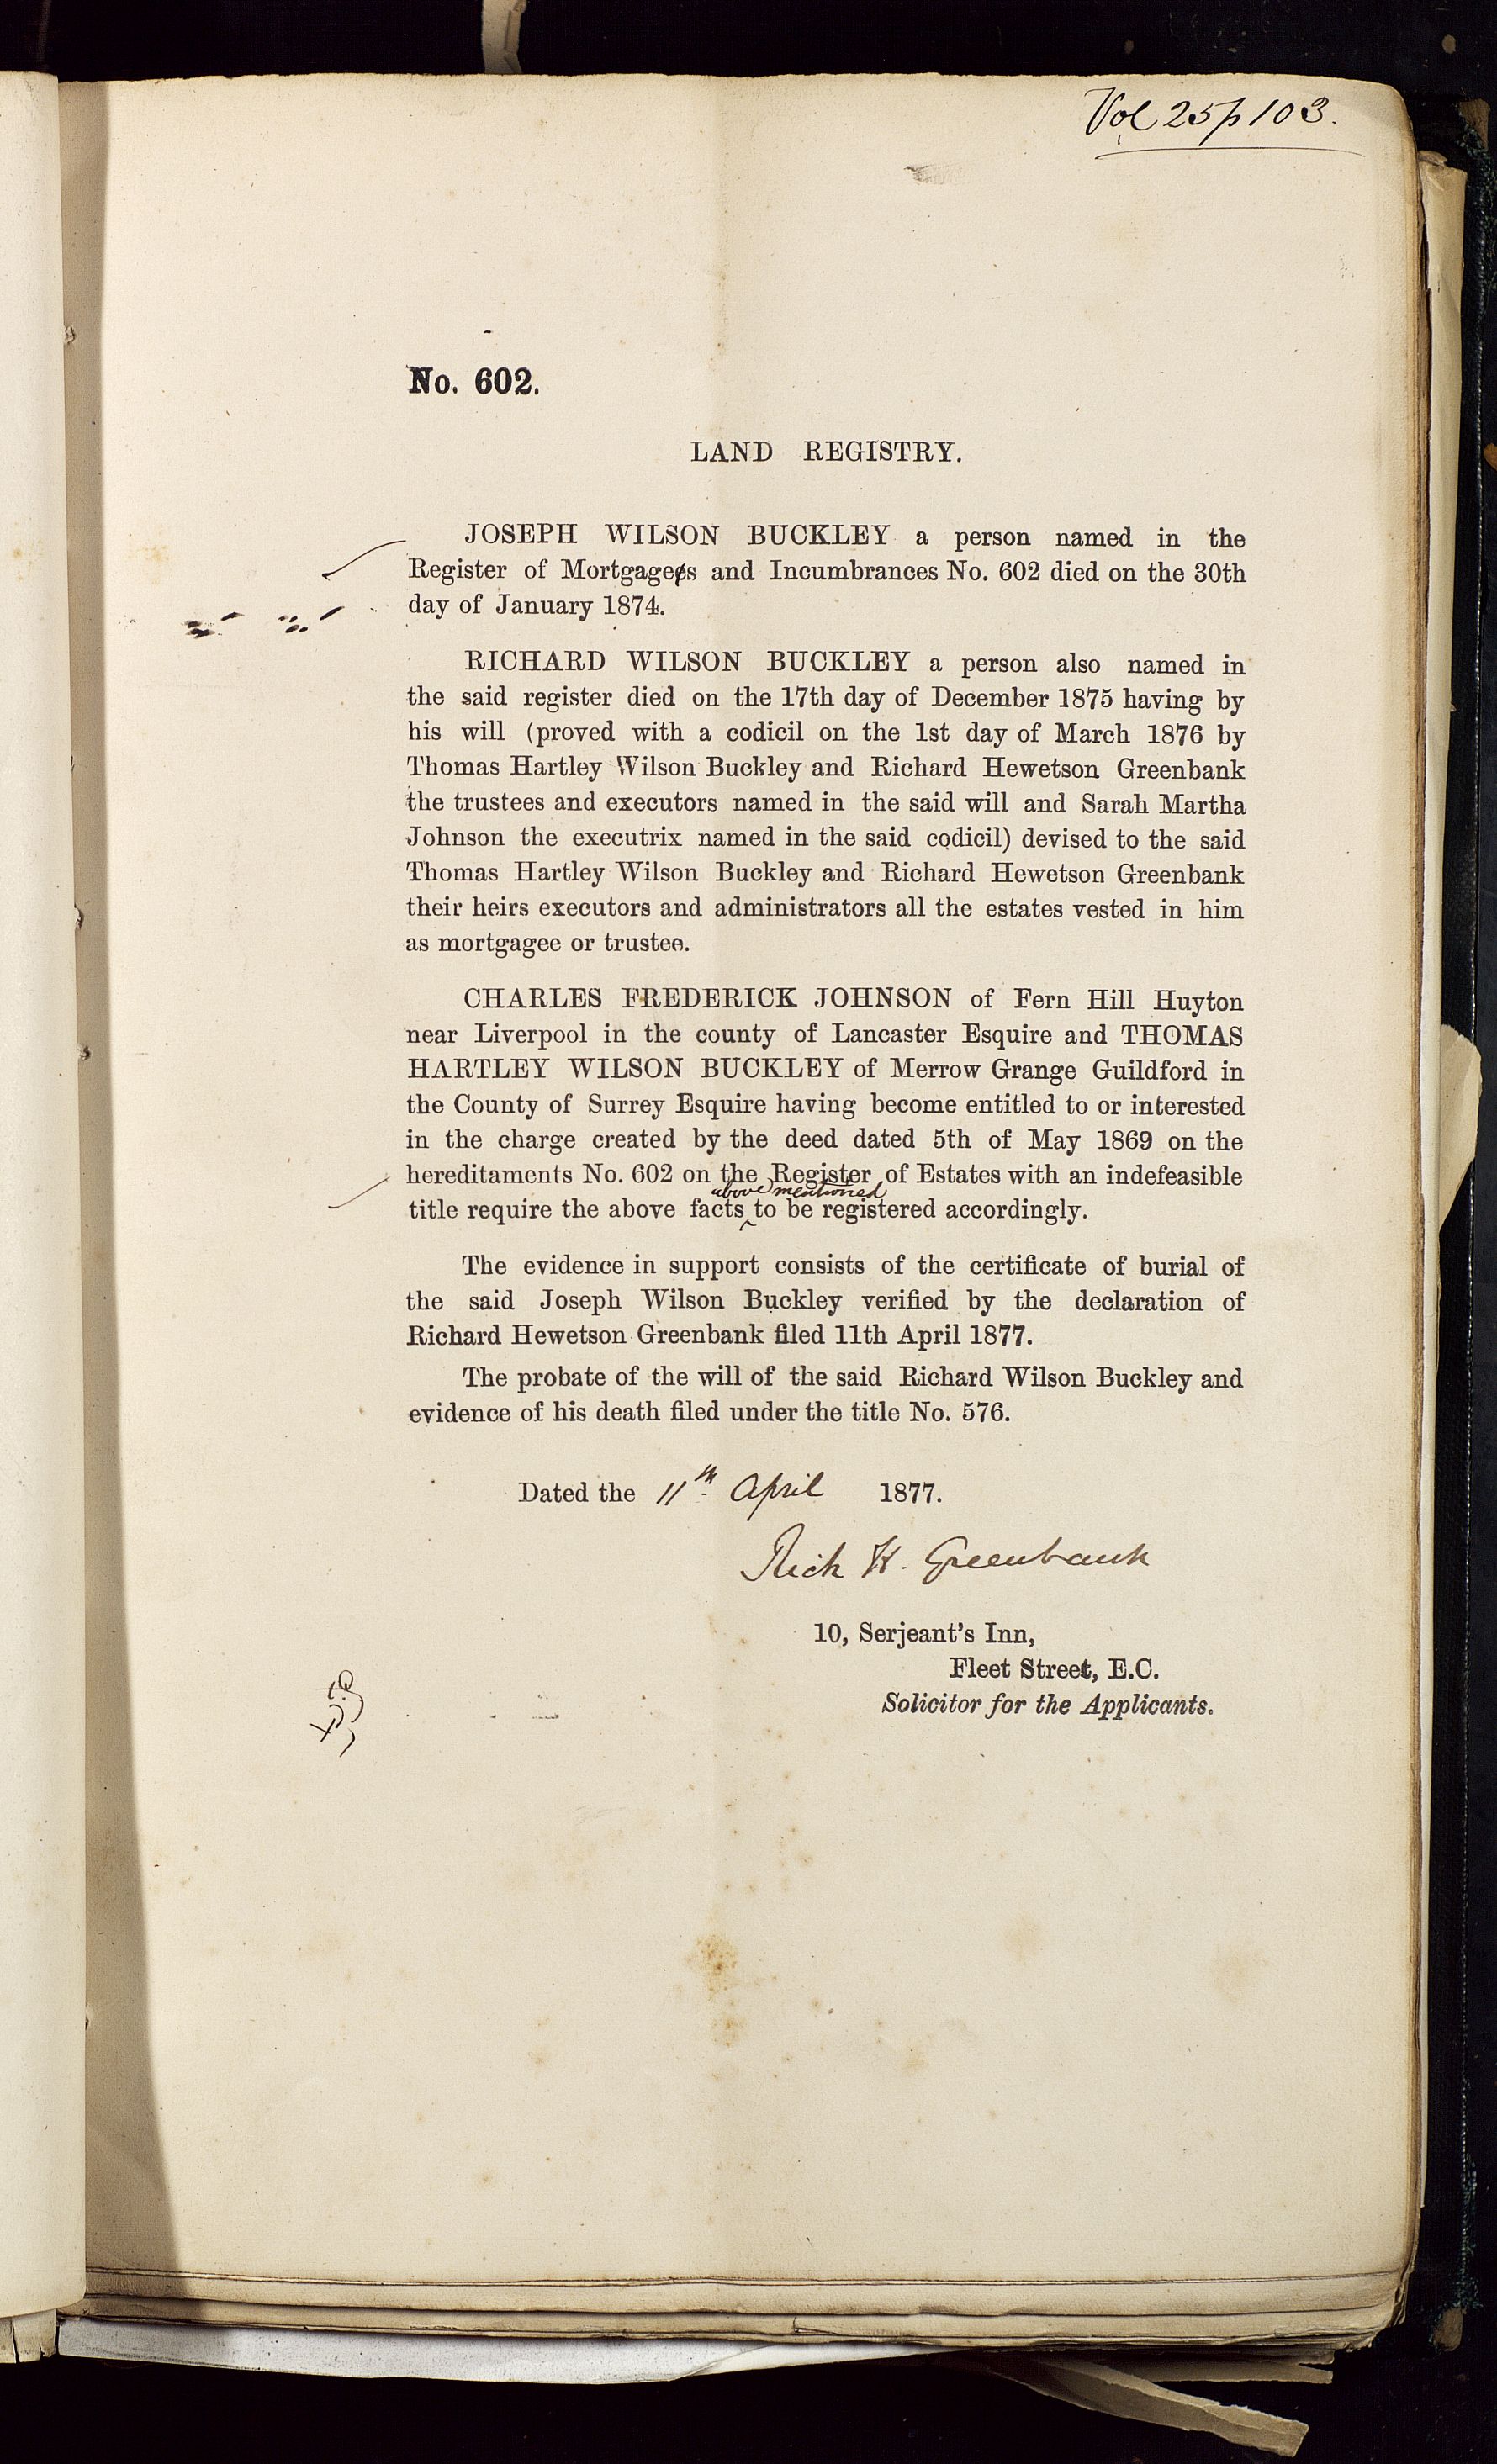 Vol 25 p 103.
No. 602.
LAND REGISTRY.
JOSEPH WILSON BUCKLEY a person named in the
Register of Mortgages and Incumbrances No. 602 died on the 30th
day of January 1874.
RICHARD WILSON BUCKLEY a person also named in
the said register died on the 17th day of December 1875 having by
his will (proved with a codicil on the 1st day of March 1876 by
Thomas Hartley Wilson Buckley and Richard Hewetson Greenbank
the trustees and executors named in the said will and Sarah Martha
Johnson the executrix named in the said codicil) devised to the said
Thomas Hartley Wilson Buckley and Richard Hewetson Greenbank
their heirs executors and administrators all the estates vested in him
as mortgagee or trustee.
CHARLES FREDERICK JOHNSON of Fern Hill Huyton
near Liverpool in the county of Lancaster Esquire and THOMAS
HARTLEY WILSON BUCKLEY of Merrow Grange Guildford in
the County of Surrey Esquire having become entitled to or interested
in the charge created by the deed dated 5th of May 1869 on the
hereditaments No. 602 on the Register of Estates with an indefeasible
above mentioned
title require the above facts to be registered accordingly.
The evidence in support consists of the certificate of burial of
the said Joseph Wilson Buckley verified by the declaration of
Richard Hewetson Greenbank filed 11th April 1877.
The probate of the will of the said Richard Wilson Buckley and
evidence of his death filed under the title No. 576.
Dated the 11th April 1877.
Rich H. Greenbank
10, Serjeant's Inn,
Fleet Street, E.C.
Solicitor for the Applicants.